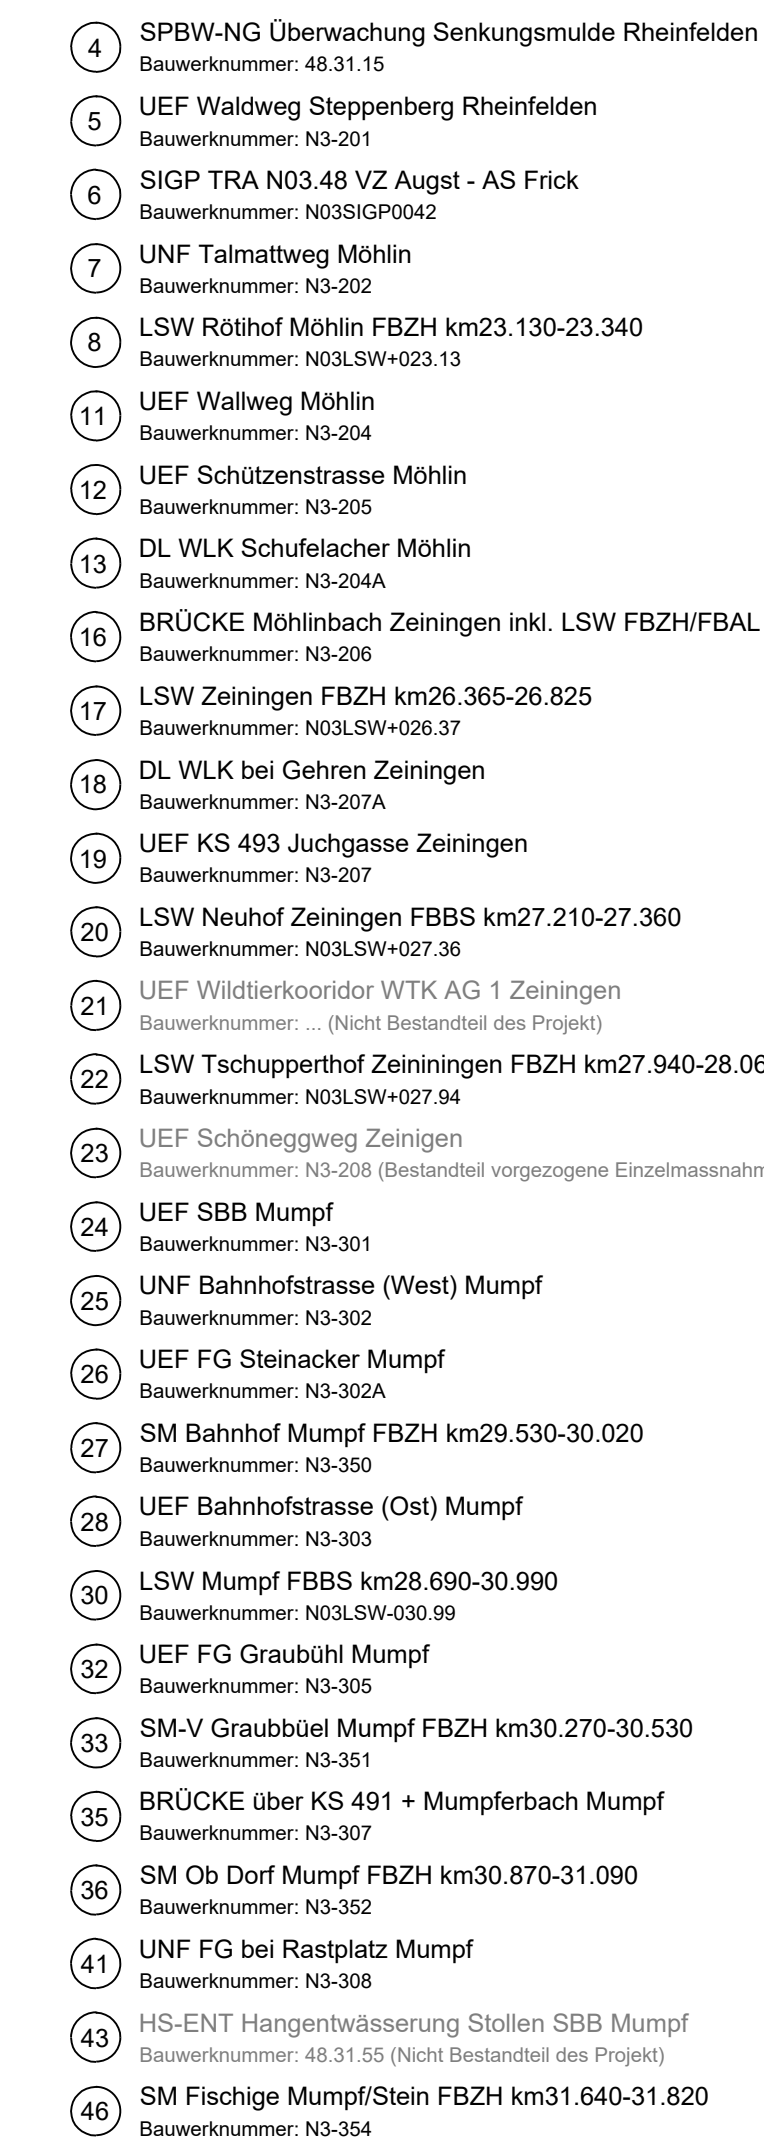 4 SPBW-NG Überwachung Senkungsmulde Rheinfelden
Bauwerknummer: 48.31.15
5 UEF Waldweg Steppenberg Rheinfelden
Bauwerknummer: N3-201
6 SIGP TRA N03.48 VZ Augst - AS Frick
Bauwerknummer: N03SIGP0042
7 UNF Talmattweg Möhlin
Bauwerknummer: N3-202
8 LSW Rötihof Möhlin FBZH km23.130-23.340
Bauwerknummer: N03LSW+023.13
11 UEF Wallweg Möhlin
Bauwerknummer: N3-204
12 UEF Schützenstrasse Möhlin
Bauwerknummer: N3-205
13 DL WLK Schufelacher Möhlin
Bauwerknummer: N3-204A
16 BRÜCKE Möhlinbach Zeiningen inkl. LSW FBZH/FBAL
Bauwerknummer: N3-206
17 LSW Zeiningen FBZH km26.365-26.825
Bauwerknummer: N03LSW+026.37
18 DL WLK bei Gehren Zeiningen
Bauwerknummer: N3-207A
19 UEF KS 493 Juchgasse Zeiningen
Bauwerknummer: N3-207
20 LSW Neuhof Zeiningen FBBS km27.210-27.360
Bauwerknummer: N03LSW+027.36
21 UEF Wildtierkooridor WTK AG 1 Zeiningen
Bauwerknummer: ... (Nicht Bestandteil des Projekt)
22 LSW Tschupperthof Zeininingen FBZH km27.940-28.06
Bauwerknummer: N03LSW+027.94
23 UEF Schöneggweg Zeinigen
Bauwerknummer: N3-208 (Bestandteil vorgezogene Einzelmassnahm
24 UEF SBB Mumpf
Bauwerknummer: N3-301
25 UNF Bahnhofstrasse (West) Mumpf
Bauwerknummer: N3-302
26 UEF FG Steinacker Mumpf
Bauwerknummer: N3-302A
27 SM Bahnhof Mumpf FBZH km29.530-30.020
Bauwerknummer: N3-350
28 UEF Bahnhofstrasse (Ost) Mumpf
Bauwerknummer: N3-303
30 LSW Mumpf FBBS km28.690-30.990
Bauwerknummer: N03LSW-030.99
32 UEF FG Graubühl Mumpf
Bauwerknummer: N3-305
33 SM-V Graubbüel Mumpf FBZH km30.270-30.530
Bauwerknummer: N3-351
35 BRÜCKE über KS 491 + Mumpferbach Mumpf
Bauwerknummer: N3-307
36 SM Ob Dorf Mumpf FBZH km30.870-31.090
Bauwerknummer: N3-352
41 UNF FG bei Rastplatz Mumpf
Bauwerknummer: N3-308
43 HS-ENT Hangentwässerung Stollen SBB Mumpf
Bauwerknummer: 48.31.55 (Nicht Bestandteil des Projekt)
46 SM Fischige Mumpf/Stein FBZH km31.640-31.820
Bauwerknummer: N3-354